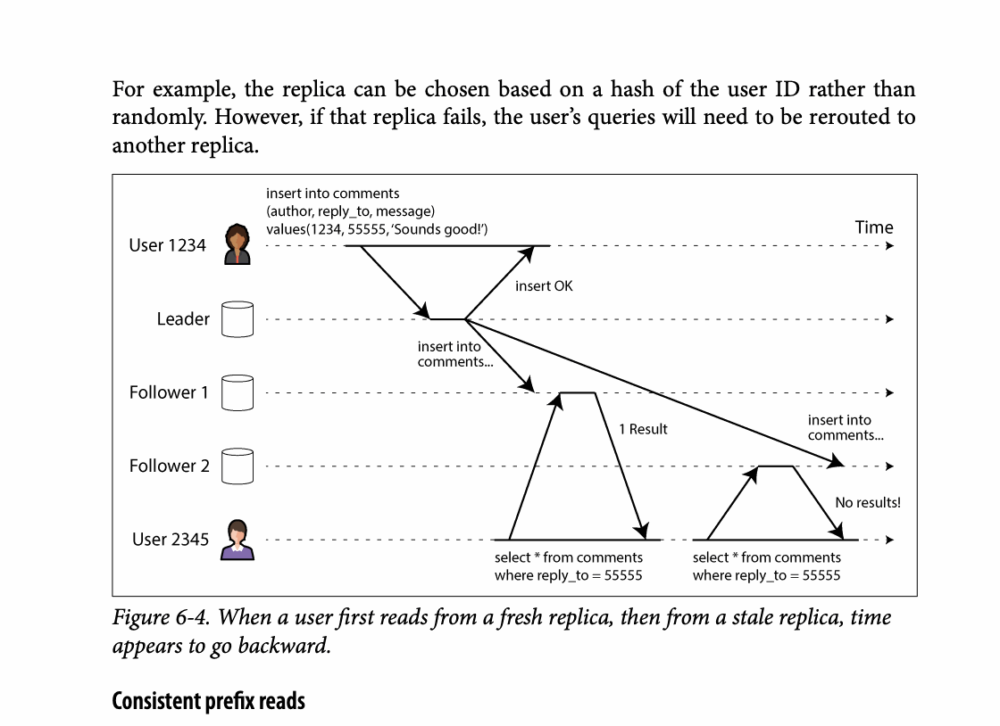 For example, the replica can be chosen based on a hash of the user ID rather than
randomly. However, if that replica fails, the user’s queries will need to be rerouted to
another replica.
insert into comments
(author, reply_to, message)
values(1234, 55555, ‘Sounds good!’)
Time
User 1234
insert OK
Leader
insert into
comments...
Follower 1
1 Result
insert into
comments...
Follower 2
No results!
User 2345
select * from comments
where reply_to = 55555
select * from comments
where reply_to = 55555
Figure 6-4. When a user first reads from a fresh replica, then from a stale replica, time
appears to go backward.
Consistent prefix reads